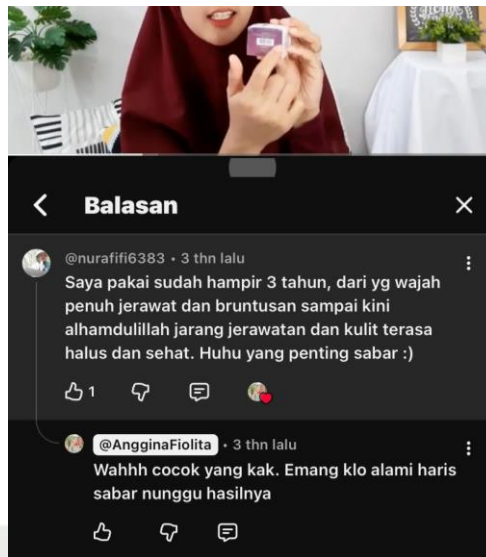 Balasan
@nurafifi6383 • 3 thn lalu
Saya pakai sudah hampir 3 tahun, dari yg wajah
penuh jerawat dan bruntusan sampai kini
alhamdulillah jarang jerawatan dan kulit terasa
halus dan sehat. Huhu yang penting sabar :)
1
@AngginaFiolita • 3 thn lalu
Wahhh cocok yang kak. Emang klo alami haris
sabar nunggu hasilnya